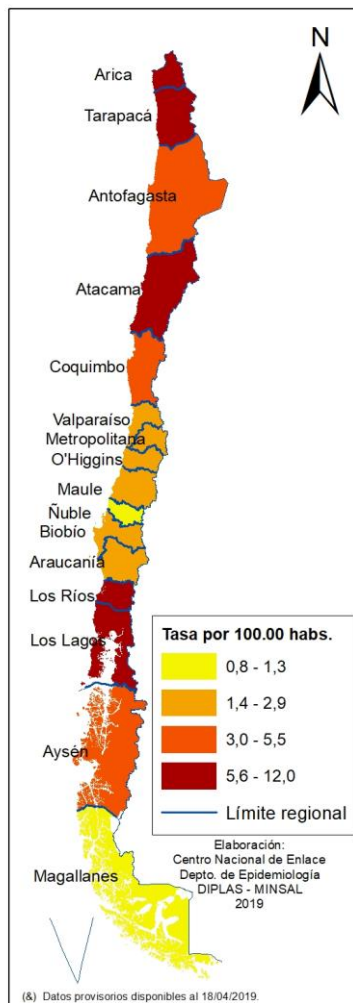 N
Arica
Tarapacá
Antofagasta
Atacama
Coquimbo
Valparaíso
Metropolitana
O'Higgins
Maule
Ñuble
Biobío
Araucanía
Los Ríos
Los Lagos
Aysén
Magallanes
Tasa por 100.00 habs.
0,8 - 1,3
1,4 - 2,9
3,0 - 5,5
5,6 - 12,0
Límite regional
Elaboración:
Centro Nacional de Enlace
Depto. de Epidemiología
DIPLAS - MINSAL
2019
(&) Datos provisorios disponibles al 18/04/2019.